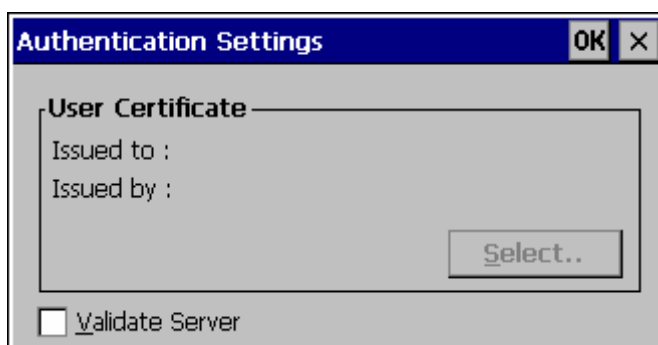 Authentication Settings OK ×
User Certificate
Issued to :
Issued by :
Select..
Validate Server